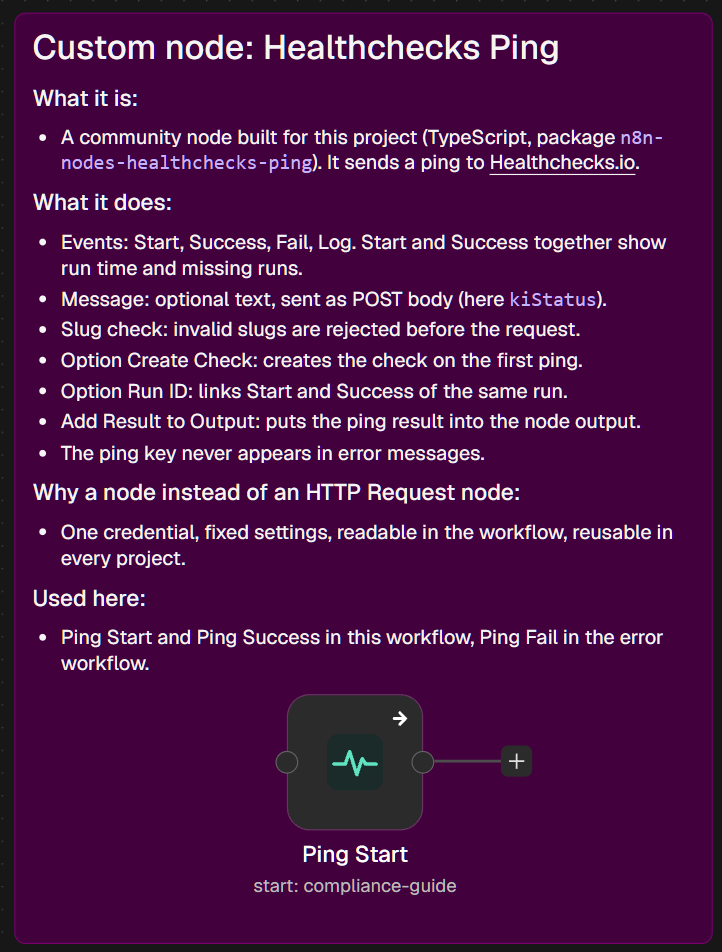 Custom node: Healthchecks Ping
What it is:
• A community node built for this project (TypeScript, package n8n-
nodes-healthchecks-ping). It sends a ping to Healthchecks.io.
What it does:
• Events: Start, Success, Fail, Log. Start and Success together show
run time and missing runs.
• Message: optional text, sent as POST body (here kiStatus).
• Slug check: invalid slugs are rejected before the request.
• Option Create Check: creates the check on the first ping.
• Option Run ID: links Start and Success of the same run.
• Add Result to Output: puts the ping result into the node output.
• The ping key never appears in error messages.
Why a node instead of an HTTP Request node:
• One credential, fixed settings, readable in the workflow, reusable in
every project.
Used here:
• Ping Start and Ping Success in this workflow, Ping Fail in the error
workflow.
Ping Start
start: compliance-guide